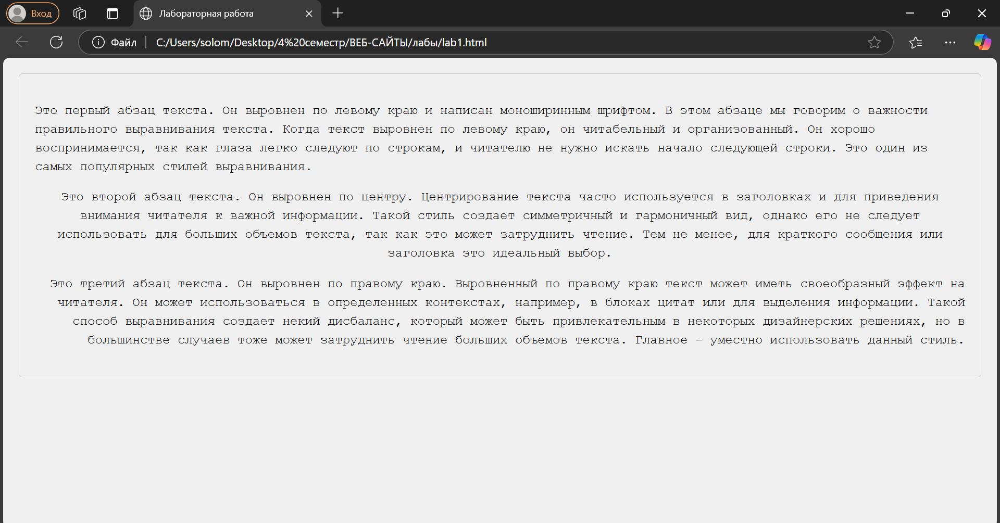 Вход
Лабораторная работа
Файл
C:/Users/solom/Desktop/4%20семестр/ВЕБ-САЙТЫ/лабы/lab1.html
Это первый абзац текста. Он выровнен по левому краю и написан моноширинным шрифтом. В этом абзаце мы говорим о важности
правильного выравнивания текста. Когда текст выровнен по левому краю, он читабельный и организованный. Он хорошо
воспринимается, так как глаза легко следуют по строкам, и читателю не нужно искать начало следующей строки. Это один из
самых популярных стилей выравнивания.
Это второй абзац текста. Он выровнен по центру. Центрирование текста часто используется в заголовках и для приведения
внимания читателя к важной информации. Такой стиль создает симметричный и гармоничный вид, однако его не следует
использовать для больших объемов текста, так как это может затруднить чтение. Тем не менее, для краткого сообщения или
заголовка это идеальный выбор.
Это третий абзац текста. Он выровнен по правому краю. Выровненный по правому краю текст может иметь своеобразный эффект на
читателя. Он может использоваться в определенных контекстах, например, в блоках цитат или для выделения информации. Такой
способ выравнивания создает некий дисбаланс, который может быть привлекательным в некоторых дизайнерских решениях, но в
большинстве случаев тоже может затруднить чтение больших объемов текста. Главное – уместно использовать данный стиль.